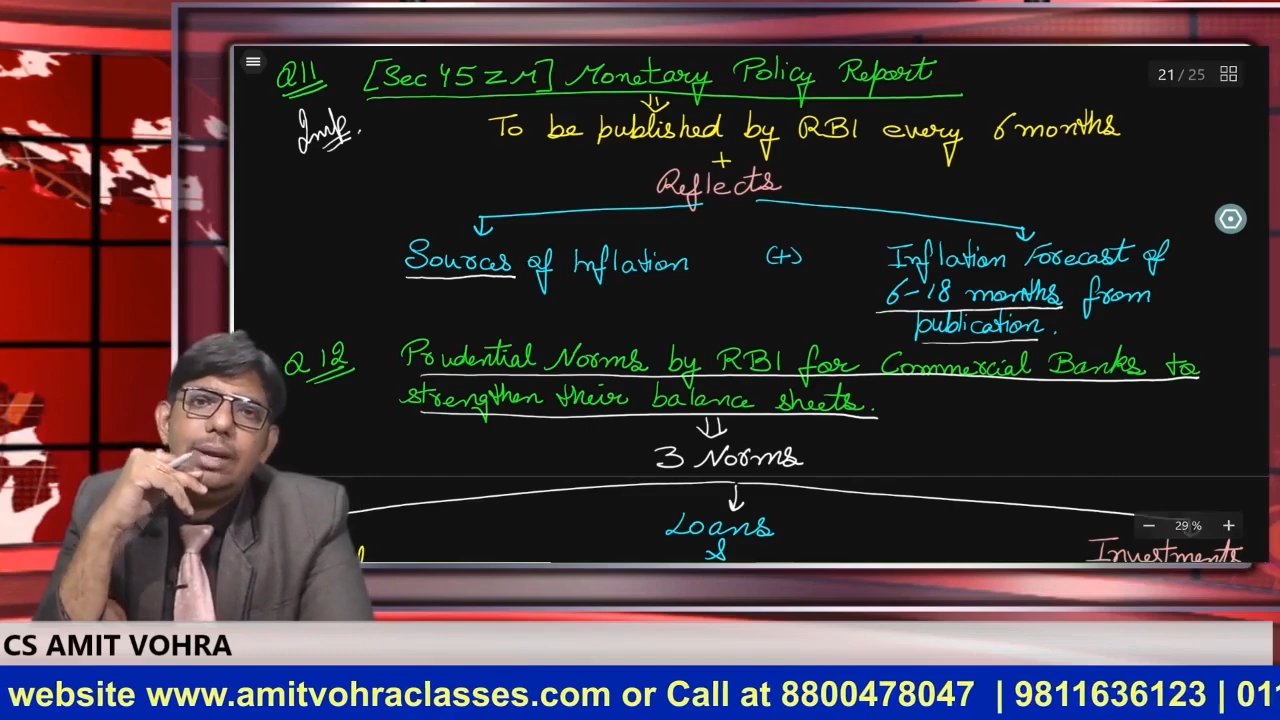 Q11 [Sec 45 Z M] Monetary Policy Report
21 / 25
Imp.
To be published by RBI every 6 months
+
Reflects
Sources of Inflation (+) Inflation Forecast of
6-18 months from
publication.
Q 12 Prudential Norms by RBI for Commercial Banks to
strengthen their balance sheets.
3 Norms
29 %
Loans
&
Investments
CS AMIT VOHRA
website www.amitvohraclasses.com or Call at 8800478047 | 9811636123 | 01